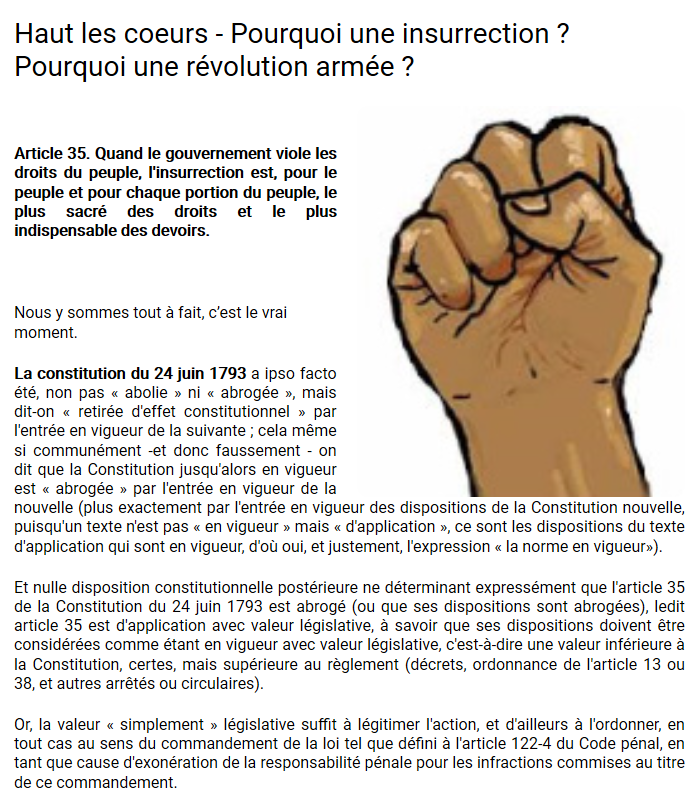 Haut les coeurs - Pourquoi une insurrection ?
Pourquoi une révolution armée ?
Article 35. Quand le gouvernement viole les
droits du peuple, l'insurrection est, pour le
peuple et pour chaque portion du peuple, le
plus sacré des droits et le plus
indispensable des devoirs.
Nous y sommes tout à fait, c’est le vrai
moment.
La constitution du 24 juin 1793 a ipso facto
été, non pas « abolie » ni « abrogée », mais
dit-on « retirée d'effet constitutionnel » par
l'entrée en vigueur de la suivante ; cela même
si communément -et donc faussement - on
dit que la Constitution jusqu'alors en vigueur
est « abrogée » par l'entrée en vigueur de la
nouvelle (plus exactement par l'entrée en vigueur des dispositions de la Constitution nouvelle,
puisqu'un texte n'est pas « en vigueur » mais « d'application », ce sont les dispositions du texte
d'application qui sont en vigueur, d'où oui, et justement, l'expression « la norme en vigueur»).
Et nulle disposition constitutionnelle postérieure ne déterminant expressément que l'article 35
de la Constitution du 24 juin 1793 est abrogé (ou que ses dispositions sont abrogées), ledit
article 35 est d'application avec valeur législative, à savoir que ses dispositions doivent être
considérées comme étant en vigueur avec valeur législative, c'est-à-dire une valeur inférieure à
la Constitution, certes, mais supérieure au règlement (décrets, ordonnance de l'article 13 ou
38, et autres arrêtés ou circulaires).
Or, la valeur « simplement » législative suffit à légitimer l'action, et d'ailleurs à l'ordonner, en
tout cas au sens du commandement de la loi tel que défini à l'article 122-4 du Code pénal, en
tant que cause d'exonération de la responsabilité pénale pour les infractions commises au titre
de ce commandement.